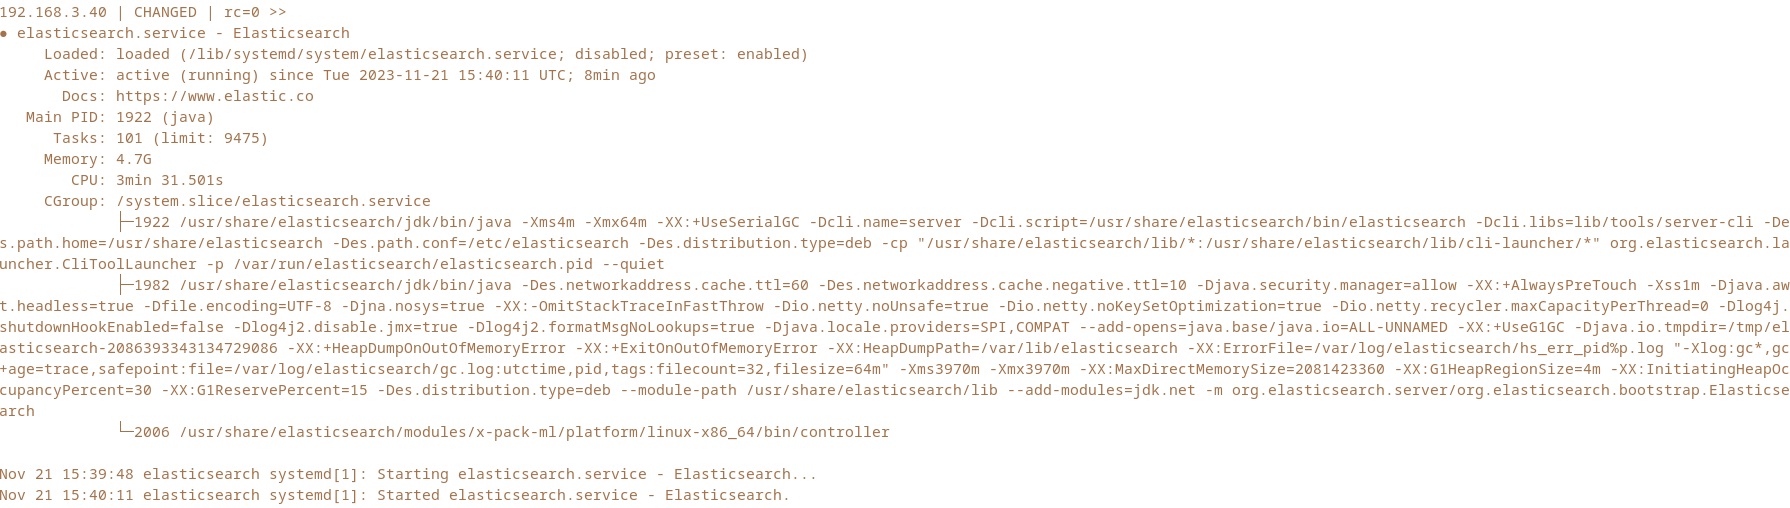 192.168.3.40 | CHANGED | rc=0 >>
● elasticsearch.service - Elasticsearch
     Loaded: loaded (/lib/systemd/system/elasticsearch.service; disabled; preset: enabled)
     Active: active (running) since Tue 2023-11-21 15:40:11 UTC; 8min ago
       Docs: https://www.elastic.co
   Main PID: 1922 (java)
      Tasks: 101 (limit: 9475)
     Memory: 4.7G
        CPU: 3min 31.501s
     CGroup: /system.slice/elasticsearch.service
             ├─1922 /usr/share/elasticsearch/jdk/bin/java -Xms4m -Xmx64m -XX:+UseSerialGC -Dcli.name=server -Dcli.script=/usr/share/elasticsearch/bin/elasticsearch -Dcli.libs=lib/tools/server-cli -De
s.path.home=/usr/share/elasticsearch -Des.path.conf=/etc/elasticsearch -Des.distribution.type=deb -cp "/usr/share/elasticsearch/lib/*:/usr/share/elasticsearch/lib/cli-launcher/*" org.elasticsearch.la
uncher.CliToolLauncher -p /var/run/elasticsearch/elasticsearch.pid --quiet
             ├─1982 /usr/share/elasticsearch/jdk/bin/java -Des.networkaddress.cache.ttl=60 -Des.networkaddress.cache.negative.ttl=10 -Djava.security.manager=allow -XX:+AlwaysPreTouch -Xss1m -Djava.aw
t.headless=true -Dfile.encoding=UTF-8 -Djna.nosys=true -XX:-OmitStackTraceInFastThrow -Dio.netty.noUnsafe=true -Dio.netty.noKeySetOptimization=true -Dio.netty.recycler.maxCapacityPerThread=0 -Dlog4j.
shutdownHookEnabled=false -Dlog4j2.disable.jmx=true -Dlog4j2.formatMsgNoLookups=true -Djava.locale.providers=SPI,COMPAT --add-opens=java.base/java.io=ALL-UNNAMED -XX:+UseG1GC -Djava.io.tmpdir=/tmp/el
asticsearch-2086393343134729086 -XX:+HeapDumpOnOutOfMemoryError -XX:+ExitOnOutOfMemoryError -XX:HeapDumpPath=/var/lib/elasticsearch -XX:ErrorFile=/var/log/elasticsearch/hs_err_pid%p.log "-Xlog:gc*,gc
+age=trace,safepoint:file=/var/log/elasticsearch/gc.log:utctime,pid,tags:filecount=32,filesize=64m" -Xms3970m -Xmx3970m -XX:MaxDirectMemorySize=2081423360 -XX:G1HeapRegionSize=4m -XX:InitiatingHeapOc
cupancyPercent=30 -XX:G1ReservePercent=15 -Des.distribution.type=deb --module-path /usr/share/elasticsearch/lib --add-modules=jdk.net -m org.elasticsearch.server/org.elasticsearch.bootstrap.Elasticse
arch
             └─2006 /usr/share/elasticsearch/modules/x-pack-ml/platform/linux-x86_64/bin/controller

Nov 21 15:39:48 elasticsearch systemd[1]: Starting elasticsearch.service - Elasticsearch...
Nov 21 15:40:11 elasticsearch systemd[1]: Started elasticsearch.service - Elasticsearch.